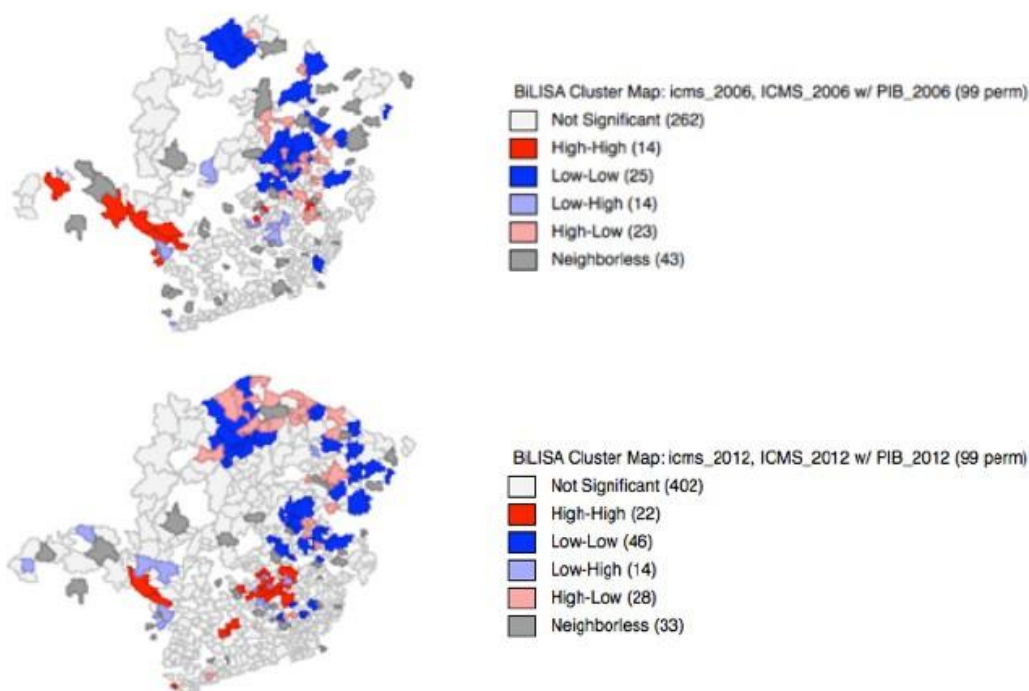 BiLISA Cluster Map: icms_2006, ICMS_2006 w/ PIB_2006 (99 perm)
Not Significant (262)
High-High (14)
Low-Low (25)
Low-High (14)
High-Low (23)
Neighborless (43)
BiLISA Cluster Map: icms_2012, ICMS_2012 w/ PIB_2012 (99 perm)
Not Significant (402)
High-High (22)
Low-Low (46)
Low-High (14)
High-Low (28)
Neighborless (33)